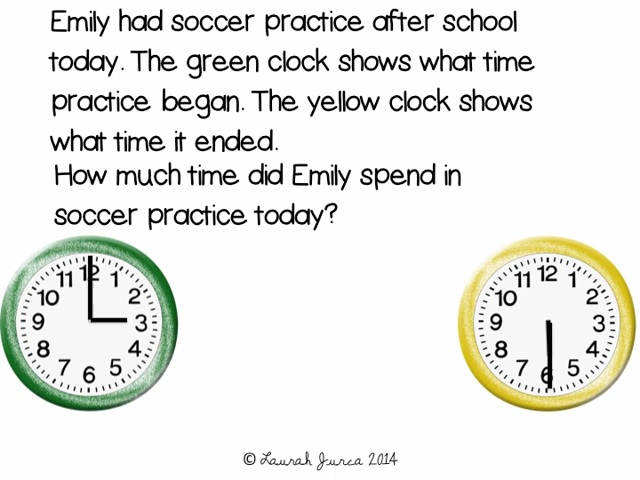 Emily had soccer practice after school
today. The green clock shows what time
practice began. The yellow clock shows
what time it ended.
How much time did Emily spend in
soccer practice today?
12
11 1
10 2
9 3
8 4
7 5
6
12
11 1
10 2
9 3
8 4
7 5
6
© Laurah Jurca 2014